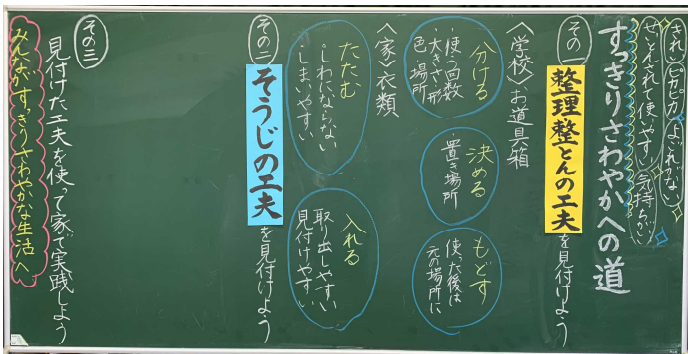 きれい ピカピカ よごれがない
せいとんされて使いやすい 気持ちがいい
すっきりさわやかへの道
その一 整理整とんの工夫を見付けよう
〈学校〉お道具箱
分ける
・使う回数
・大きさ 形
色 場所
決める
・置き場所
もどす
使った後は
元の場所に
〈家〉衣類
たたむ
・しわにならない
・しまいやすい
入れる
取り出しやすい
見付けやすい
その二 そうじの工夫を見付けよう
その三
見付けた工夫を使って家で実践しよう
みんながすっきりさわやかな生活へ